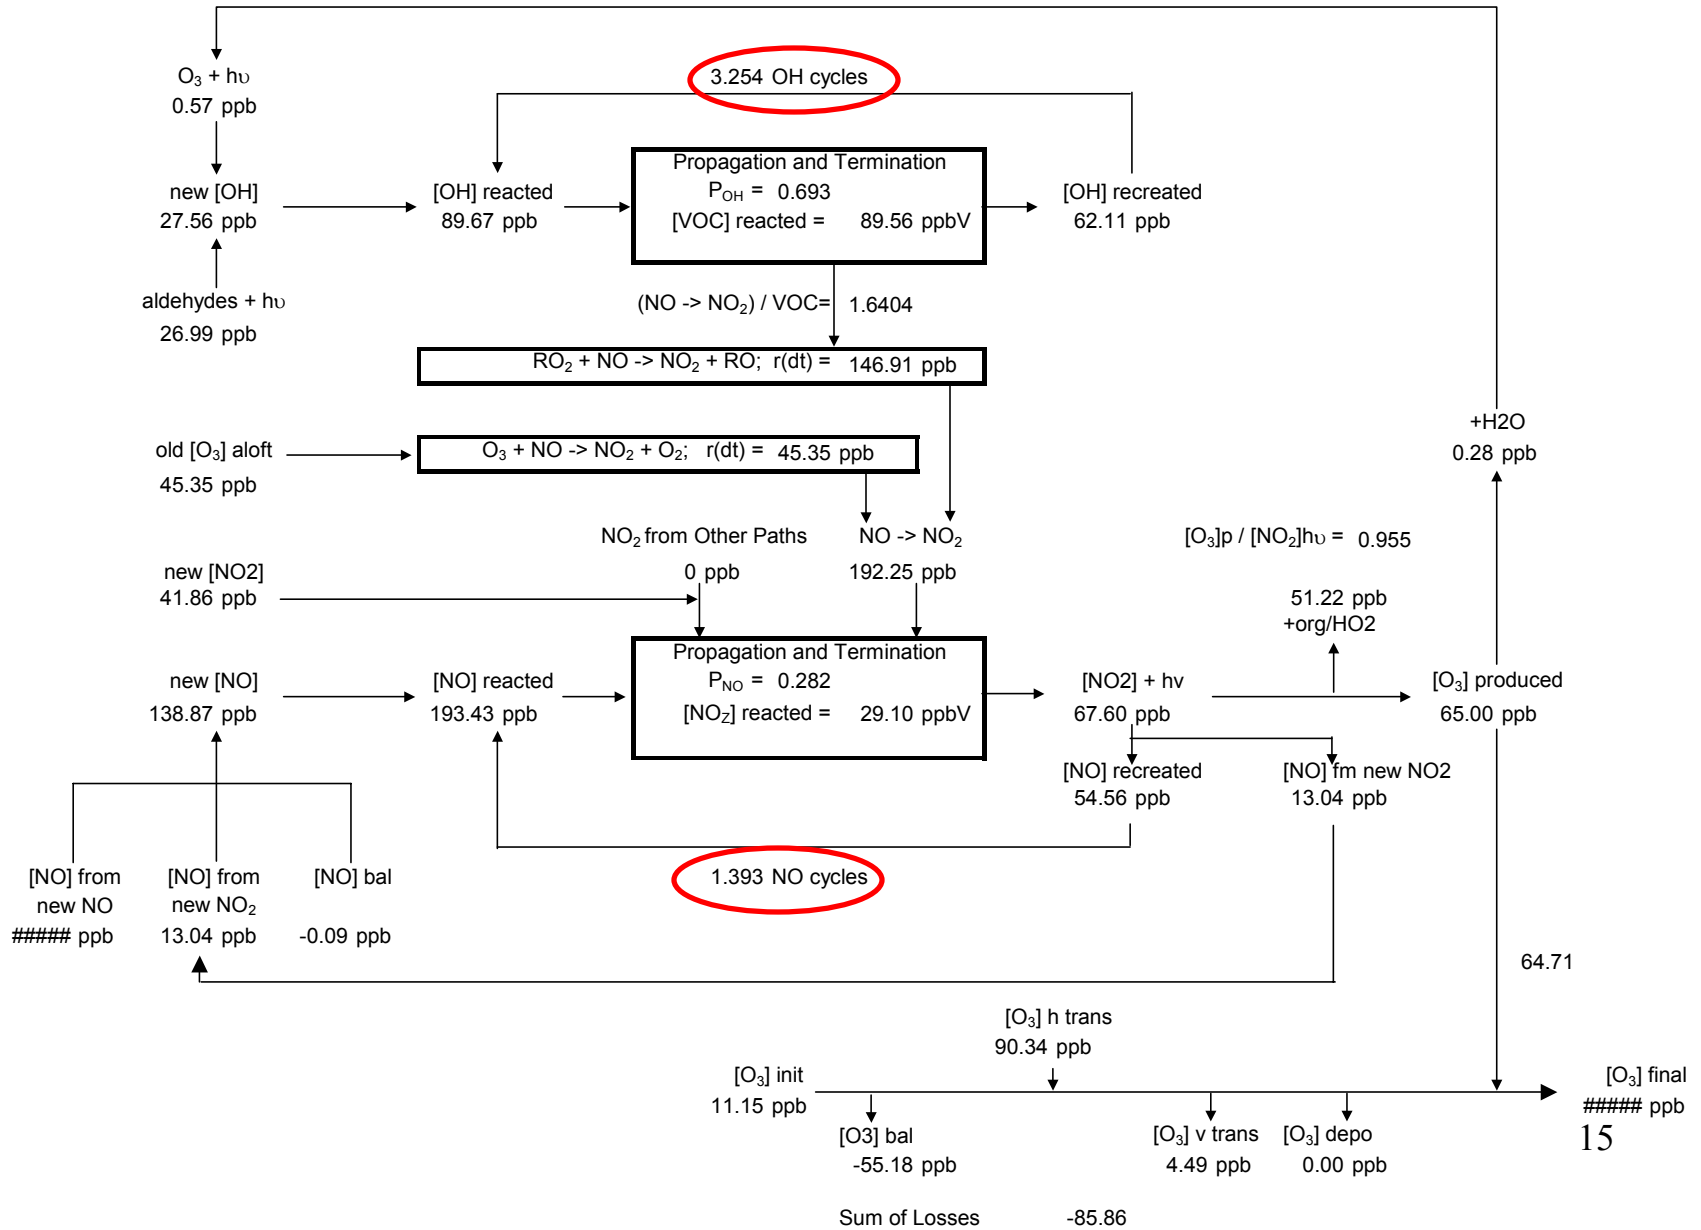 O3 + hυ
0.57 ppb
3.254 OH cycles
new [OH]
27.56 ppb
[OH] reacted
89.67 ppb
Propagation and Termination
POH = 0.693
[VOC] reacted = 89.56 ppbV
[OH] recreated
62.11 ppb
aldehydes + hυ
26.99 ppb
(NO -> NO2) / VOC= 1.6404
RO2 + NO -> NO2 + RO; r(dt) = 146.91 ppb
old [O3] aloft
45.35 ppb
O3 + NO -> NO2 + O2; r(dt) = 45.35 ppb
+H2O
0.28 ppb
NO2 from Other Paths
0 ppb
NO -> NO2
192.25 ppb
[O3]p / [NO2]hυ = 0.955
new [NO2]
41.86 ppb
51.22 ppb
+org/HO2
new [NO]
138.87 ppb
[NO] reacted
193.43 ppb
Propagation and Termination
PNO = 0.282
[NOZ] reacted = 29.10 ppbV
[NO2] + hv
67.60 ppb
[O3] produced
65.00 ppb
[NO] recreated
54.56 ppb
[NO] fm new NO2
13.04 ppb
1.393 NO cycles
[NO] from
new NO
##### ppb
[NO] from
new NO2
13.04 ppb
[NO] bal
-0.09 ppb
64.71
[O3] h trans
90.34 ppb
[O3] init
11.15 ppb
[O3] final
##### ppb
[O3] bal
-55.18 ppb
[O3] v trans
4.49 ppb
[O3] depo
0.00 ppb
15
Sum of Losses -85.86